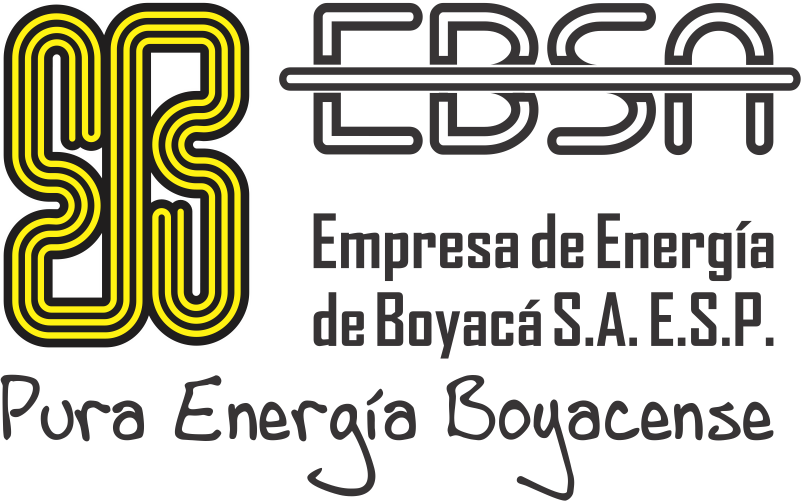 EBSA
Empresa de Energía
de Boyacá S.A. E.S.P.
Pura Energía Boyacense